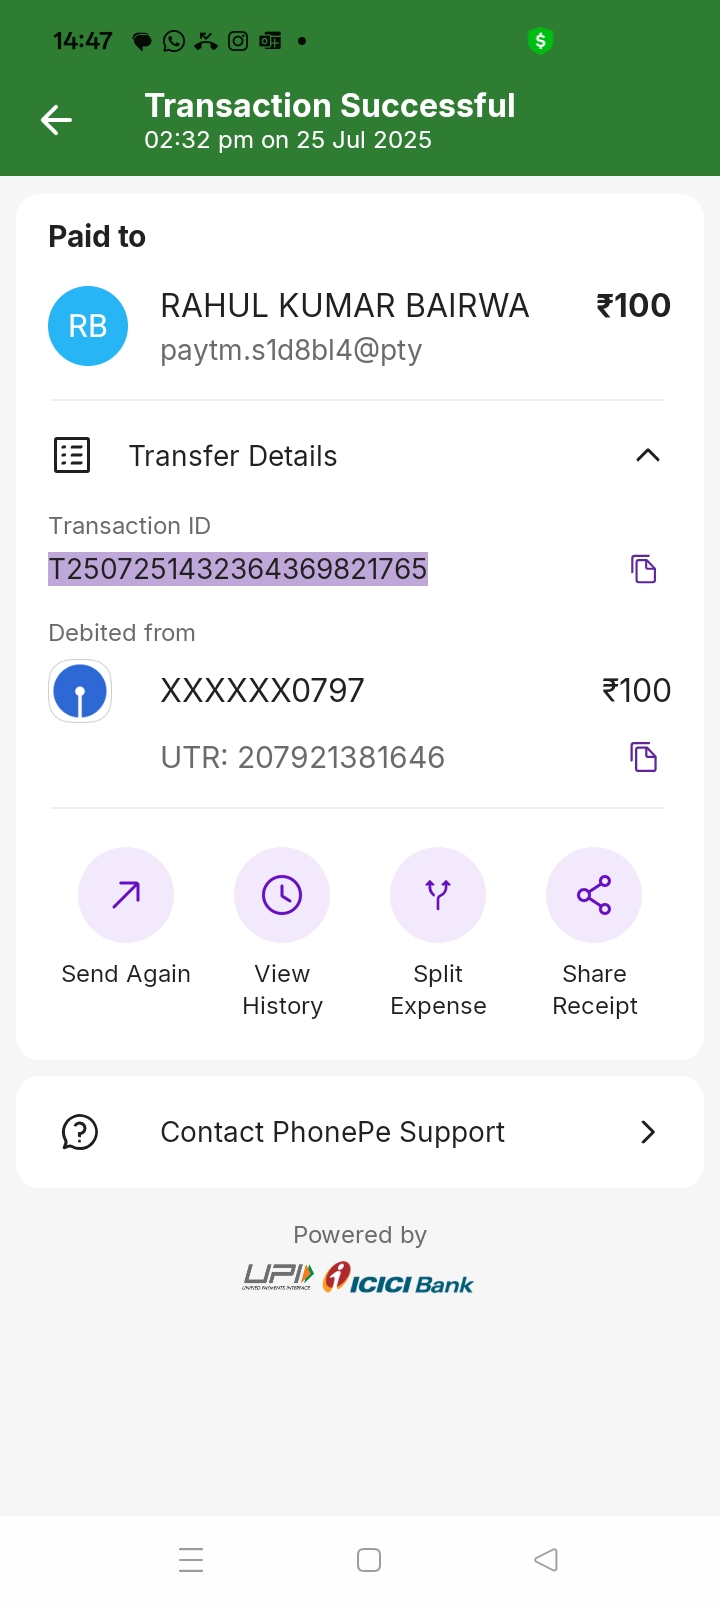 14:47
Transaction Successful
02:32 pm on 25 Jul 2025
Paid to
RB
RAHUL KUMAR BAIRWA
₹100
paytm.s1d8bl4@pty
Transfer Details
Transaction ID
T2507251432364369821765
Debited from
XXXXXX0797
₹100
UTR: 207921381646
Send Again
View
History
Split
Expense
Share
Receipt
Contact PhonePe Support
Powered by
UPI
UNIFIED PAYMENTS INTERFACE
ICICI Bank